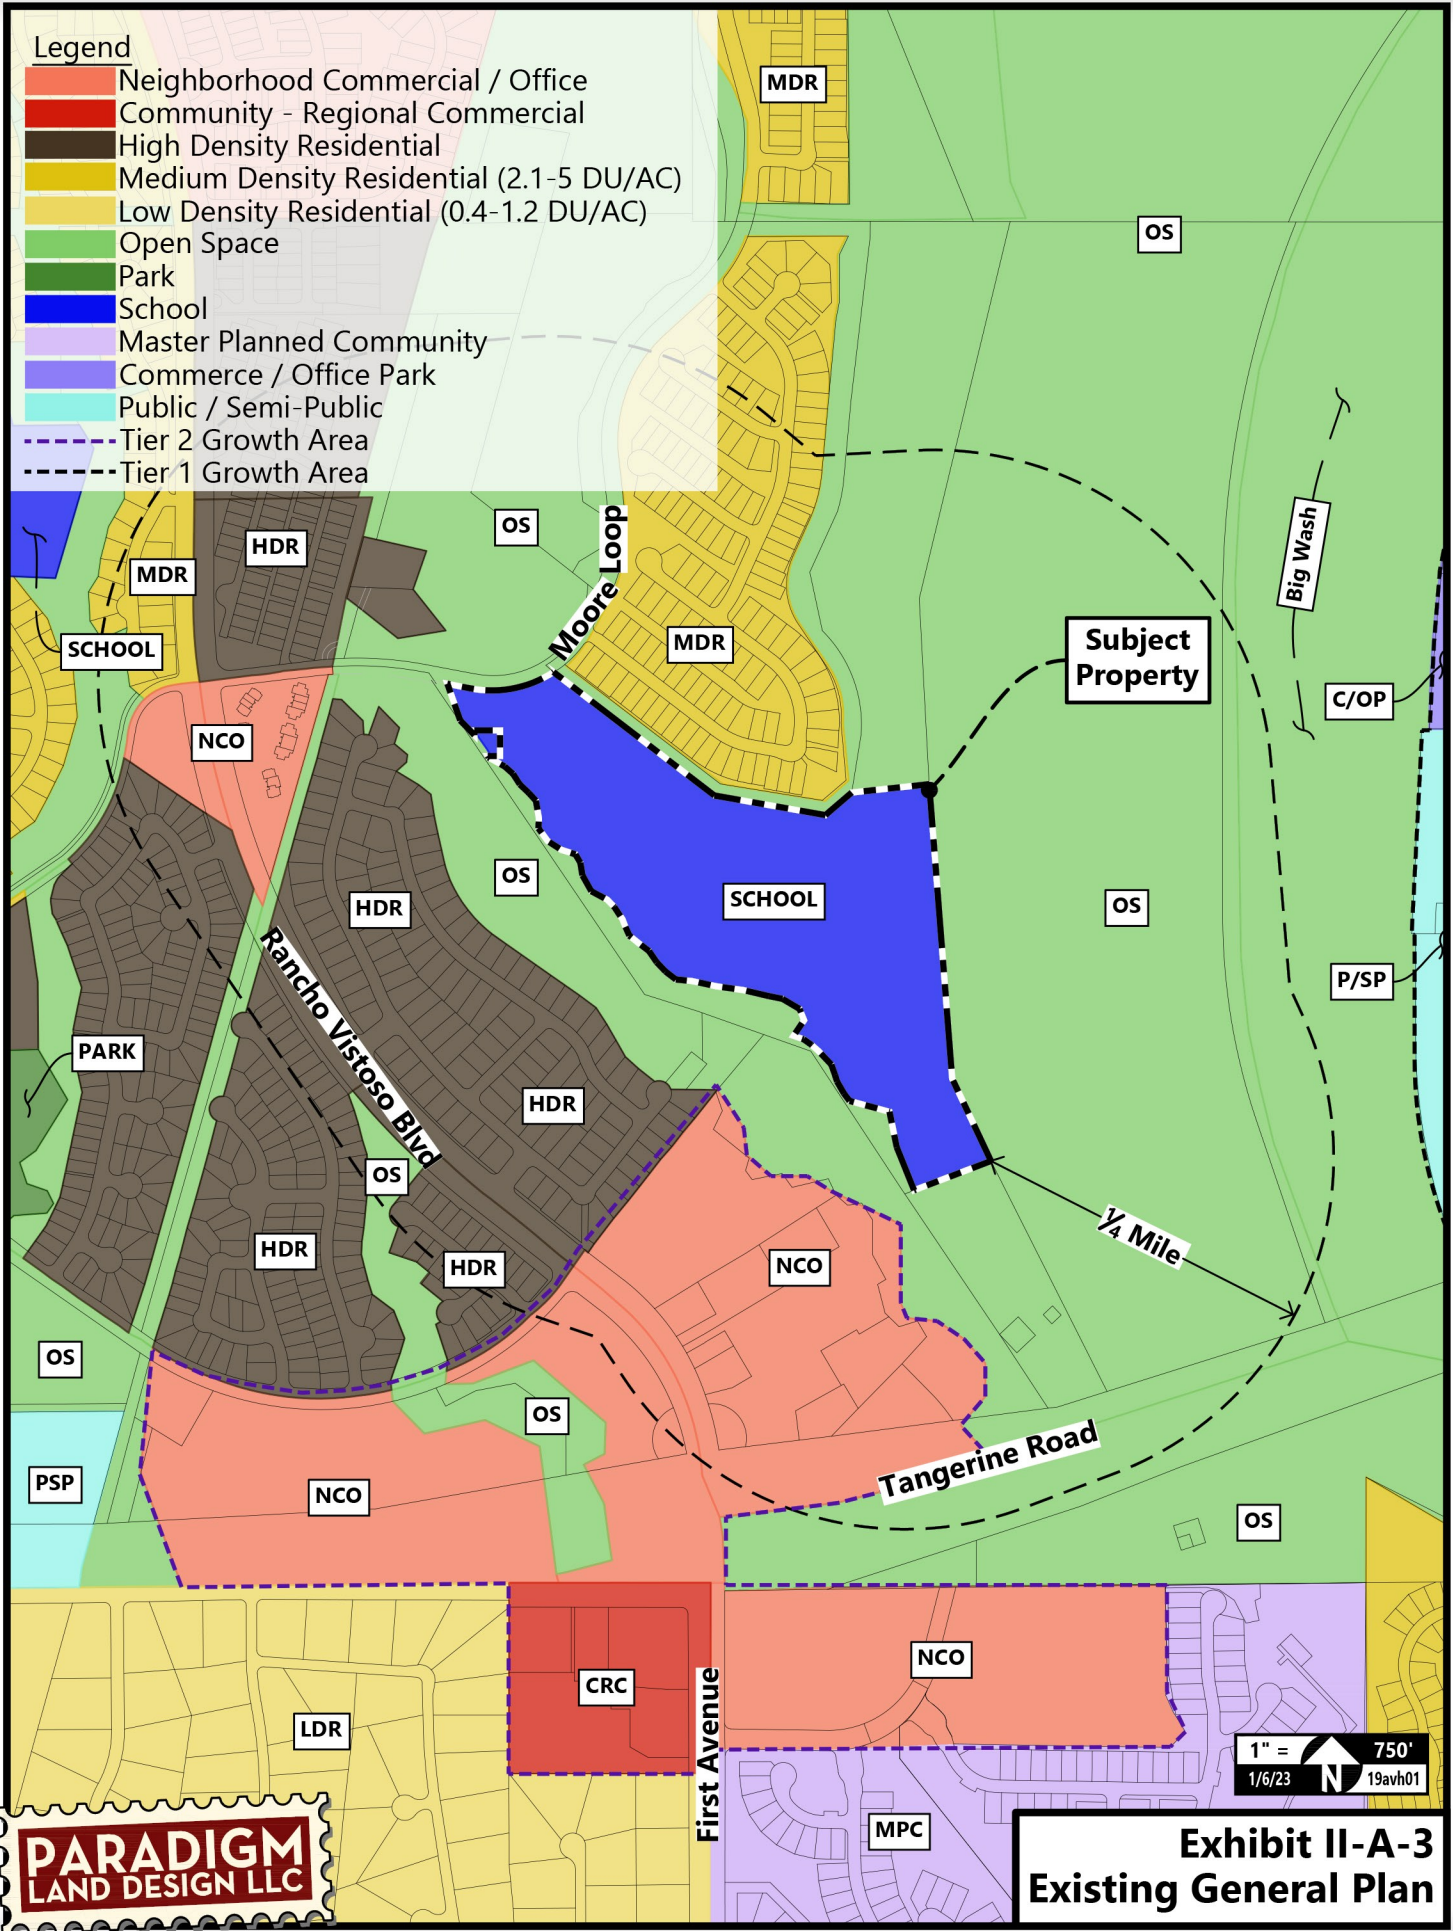 Legend
Neighborhood Commercial / Office
Community - Regional Commercial
High Density Residential
Medium Density Residential (2.1-5 DU/AC)
Low Density Residential (0.4-1.2 DU/AC)
Open Space
Park
School
Master Planned Community
Commerce / Office Park
Public / Semi-Public
Tier 2 Growth Area
Tier 1 Growth Area
MDR
OS
OS
Moore Loop
HDR
MDR
Big Wash
SCHOOL
MDR
Subject
Property
C/OP
NCO
OS
SCHOOL
HDR
OS
P/SP
Rancho Vistoso Blvd
PARK
HDR
OS
¼ Mile
HDR
HDR
NCO
OS
OS
Tangerine Road
PSP
NCO
OS
NCO
CRC
First Avenue
LDR
MPC
1" = 750'
1/6/23 N 19avh01
PARADIGM
LAND DESIGN LLC
Exhibit II-A-3
Existing General Plan